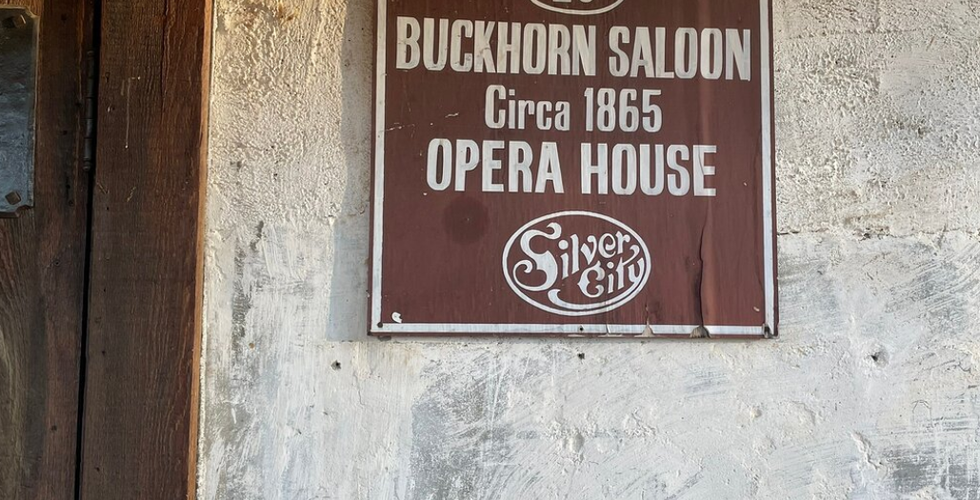 BUCKHORN SALOON
Circa 1865
OPERA HOUSE
Silver
City